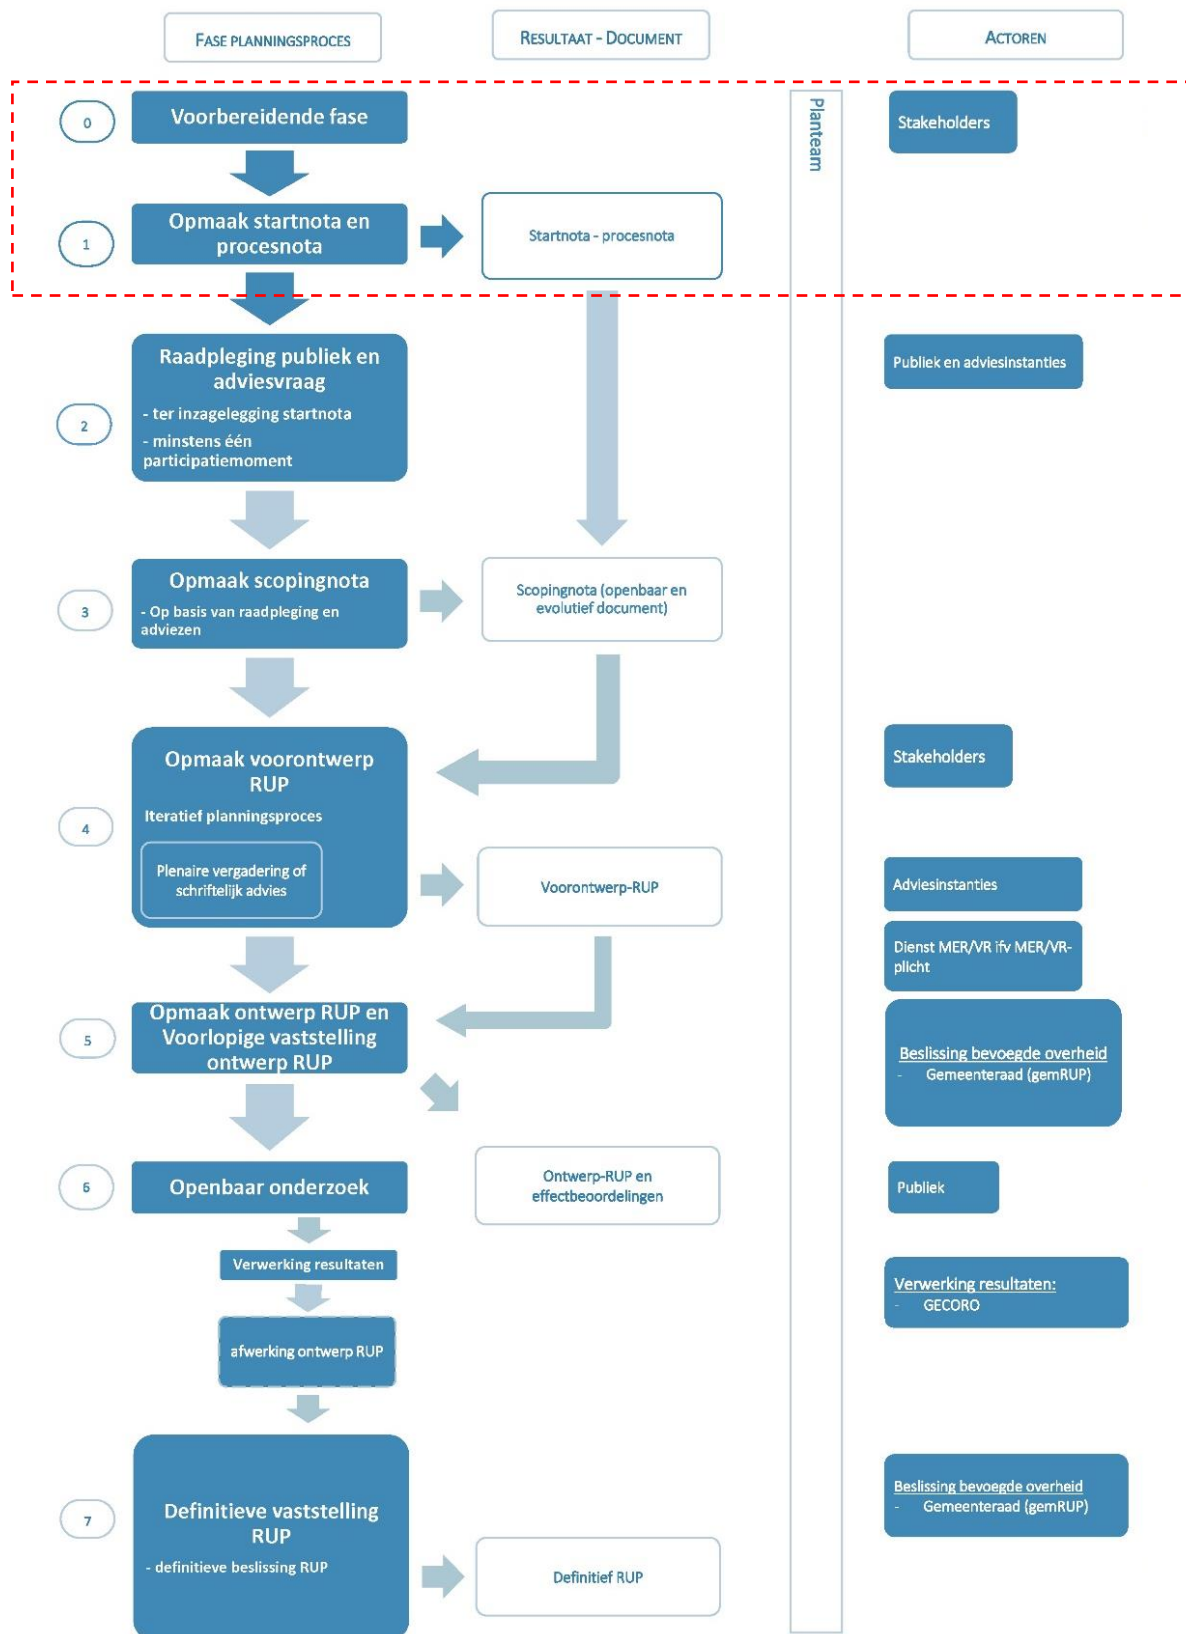 FASE PLANNINGSPROCES
RESULTAAT - DOCUMENT
ACTOREN
Planteam
0
Voorbereidende fase
Stakeholders
1
Opmaak startnota en
procesnota
Startnota - procesnota
2
Raadpleging publiek en
adviesvraag
- ter inzagelegging startnota
- minstens één
participatiemoment
Publiek en adviesinstanties
3
Opmaak scopingnota
- Op basis van raadpleging en
adviezen
Scopingnota (openbaar en
evolutief document)
4
Opmaak voorontwerp
RUP
Iteratief planningsproces
Plenaire vergadering of
schriftelijk advies
Voorontwerp-RUP
Stakeholders
Adviesinstanties
Dienst MER/VR ifv MER/VR-
plicht
5
Opmaak ontwerp RUP en
Voorlopige vaststelling
ontwerp RUP
Beslissing bevoegde overheid
- Gemeenteraad (gemRUP)
6
Openbaar onderzoek
Ontwerp-RUP en
effectbeoordelingen
Publiek
Verwerking resultaten
Verwerking resultaten:
- GECORO
afwerking ontwerp RUP
7
Definitieve vaststelling
RUP
- definitieve beslissing RUP
Definitief RUP
Beslissing bevoegde overheid
- Gemeenteraad (gemRUP)